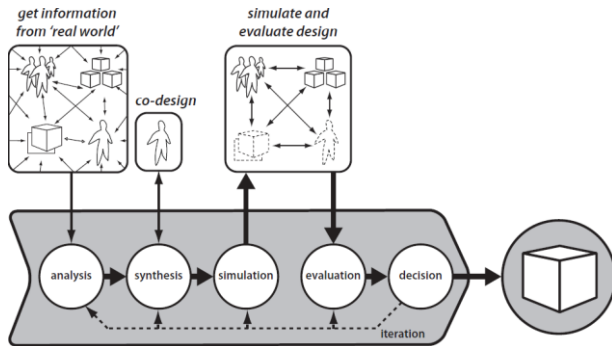 get information
from 'real world'
simulate and
evaluate design
co-design
analysis
synthesis
simulation
evaluation
decision
iteration